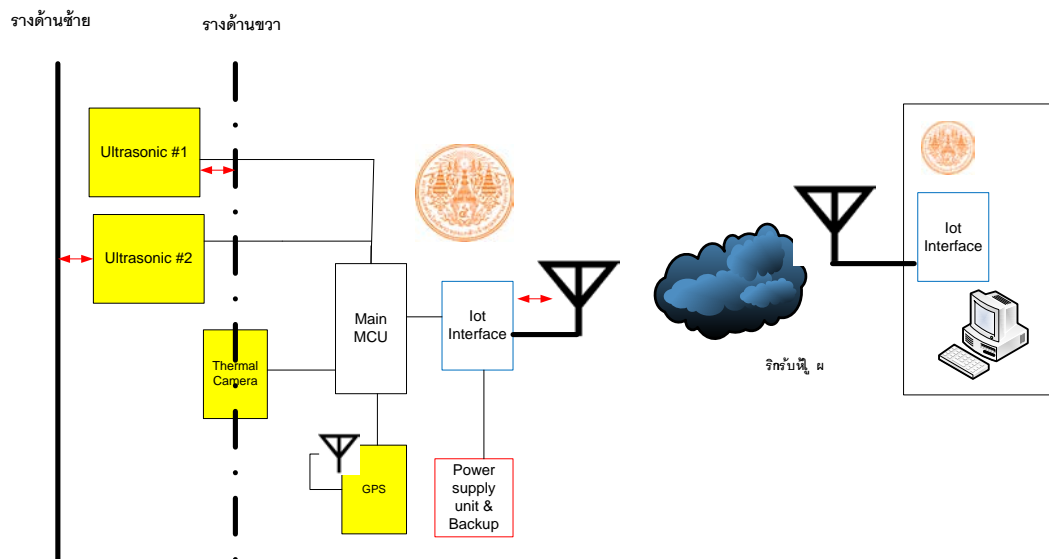 รางด้านซ้าย
รางด้านขวา
Ultrasonic #1
Ultrasonic #2
Main
MCU
Iot
Interface
Thermal
Camera
GPS
Power
supply
unit &
Backup
Iot
Interface